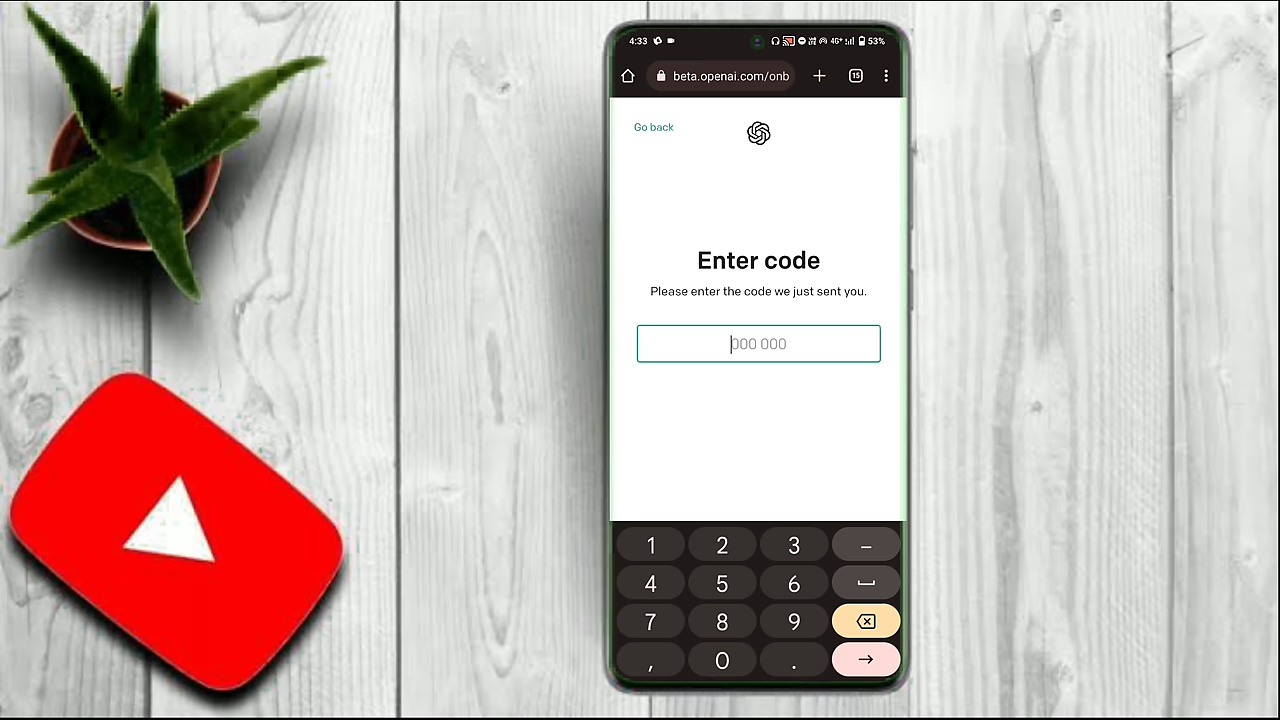 4:33 4G+ 53%
beta.openai.com/onb + 15
Go back
Enter code
Please enter the code we just sent you.
000 000
1 2 3 –
4 5 6
7 8 9
, 0 . →